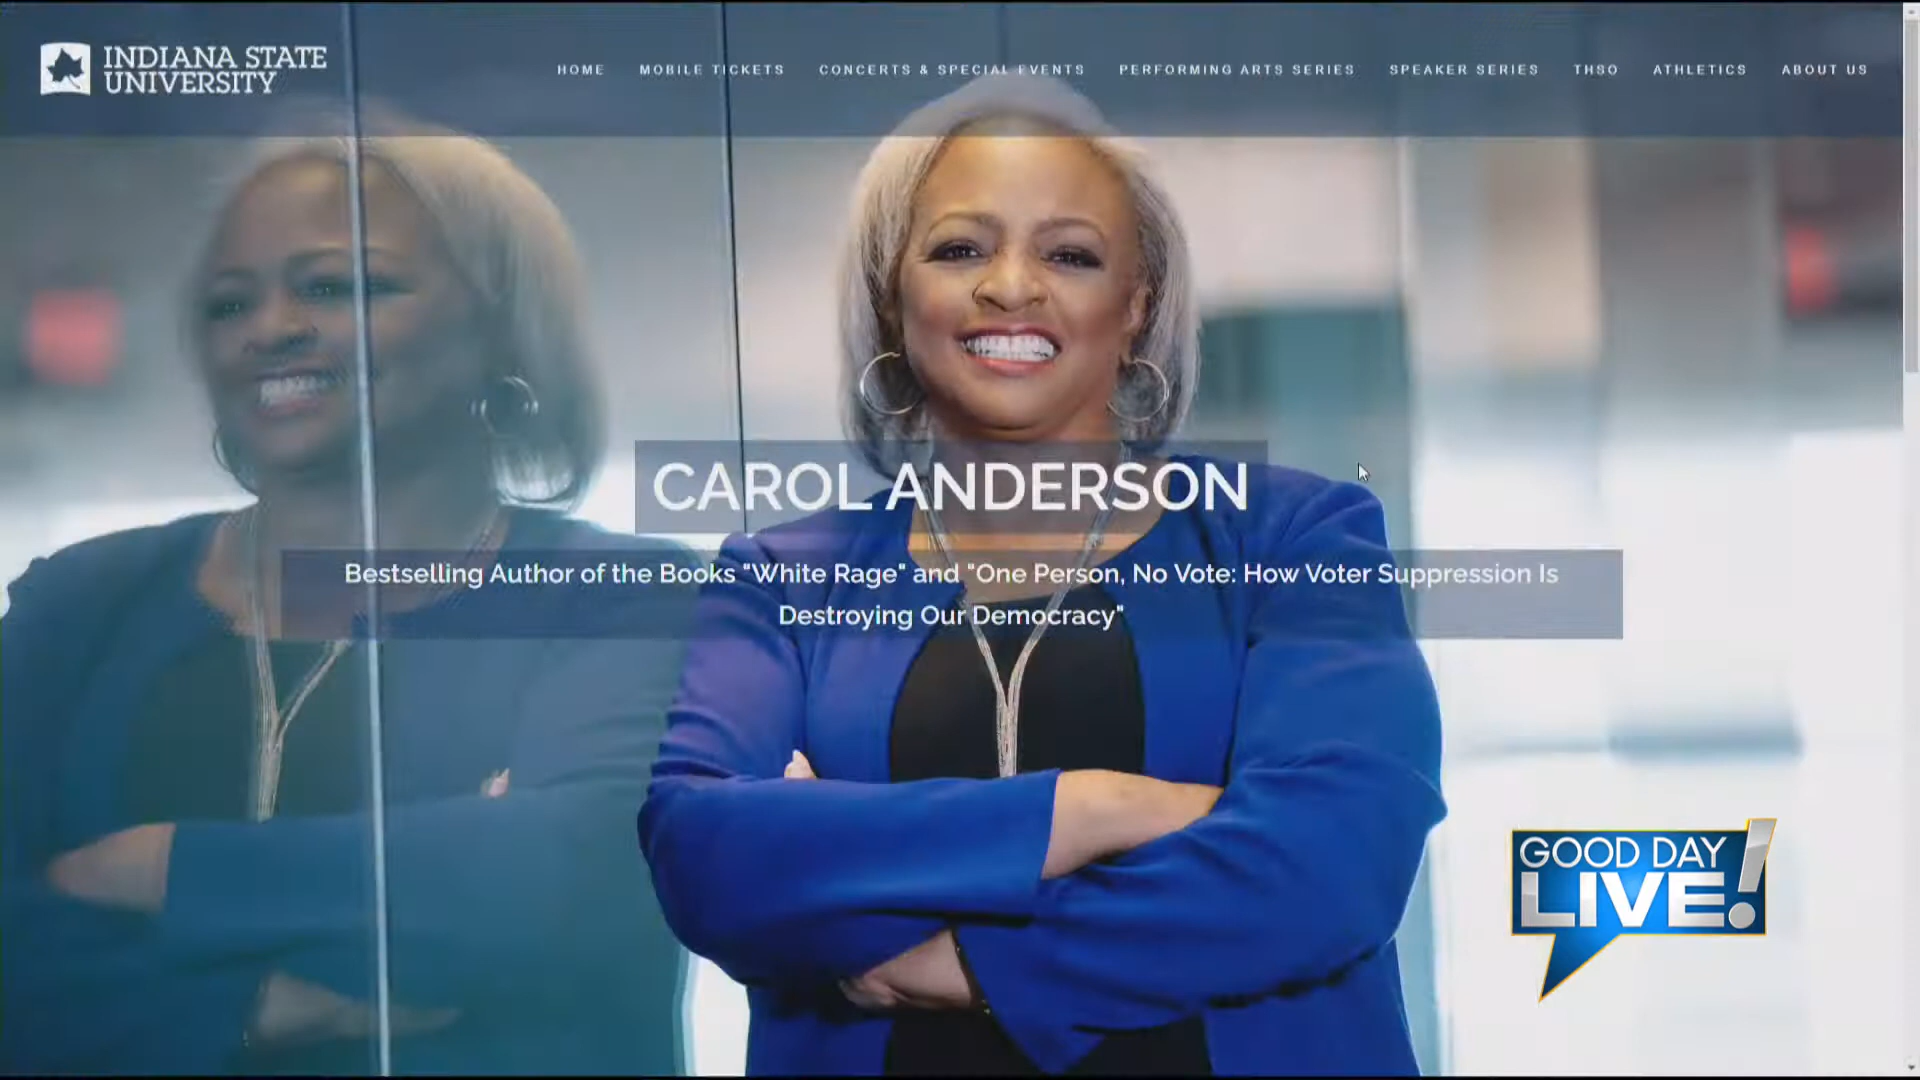 INDIANA STATE
UNIVERSITY
HOME MOBILE TICKETS CONCERTS & SPECIAL EVENTS PERFORMING ARTS SERIES SPEAKER SERIES THSO ATHLETICS ABOUT US
CAROL ANDERSON
Bestselling Author of the Books "White Rage" and "One Person, No Vote: How Voter Suppression Is
Destroying Our Democracy"
GOOD DAY
LIVE!